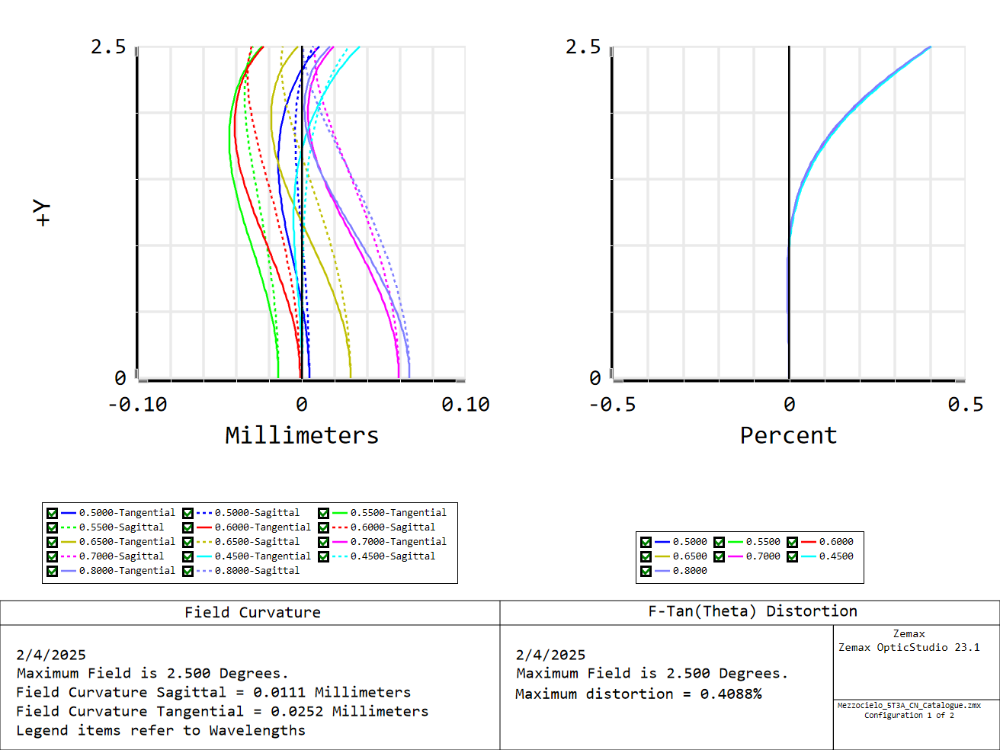 2.5
+Y
0
-0.10 0 0.10
Millimeters
2.5
0
-0.5 0 0.5
Percent
0.5000-Tangential 0.5000-Sagittal 0.5500-Tangential
0.5500-Sagittal 0.6000-Tangential 0.6000-Sagittal
0.6500-Tangential 0.6500-Sagittal 0.7000-Tangential
0.7000-Sagittal 0.4500-Tangential 0.4500-Sagittal
0.8000-Tangential 0.8000-Sagittal
0.5000 0.5500 0.6000
0.6500 0.7000 0.4500
0.8000
Field Curvature
2/4/2025
Maximum Field is 2.500 Degrees.
Field Curvature Sagittal = 0.0111 Millimeters
Field Curvature Tangential = 0.0252 Millimeters
Legend items refer to Wavelengths
F-Tan(Theta) Distortion
2/4/2025
Maximum Field is 2.500 Degrees.
Maximum distortion = 0.4088%
Zemax
Zemax OpticStudio 23.1
Mezzocielo_5T3A_CN_Catalogue.zmx
Configuration 1 of 2